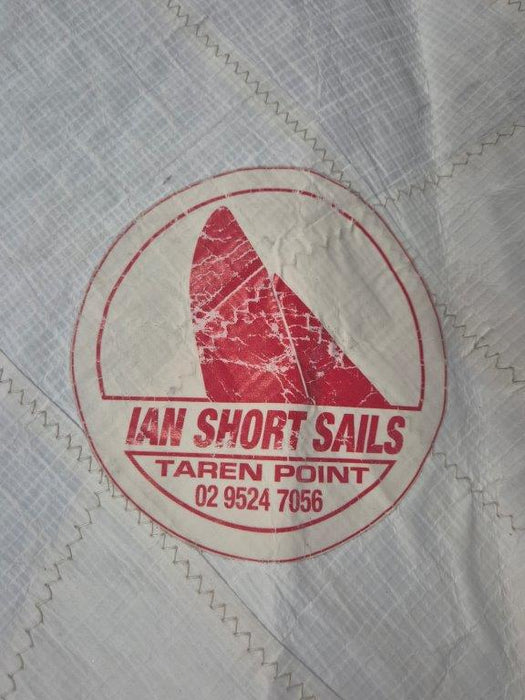 IAN SHORT SAILS
TAREN POINT
02 9524 7056